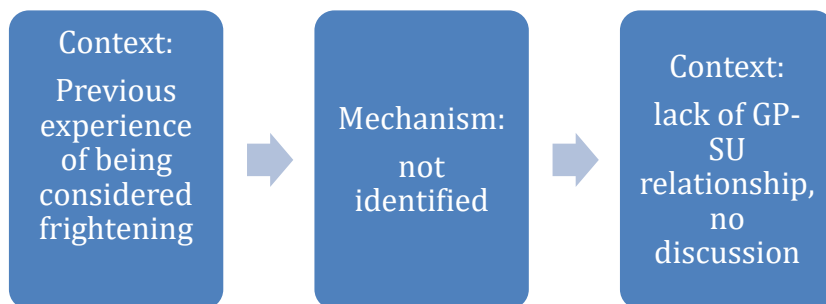 Context:
Previous
experience
of being
considered
frightening
Mechanism:
not
identified
Context:
lack of GP-
SU
relationship,
no
discussion